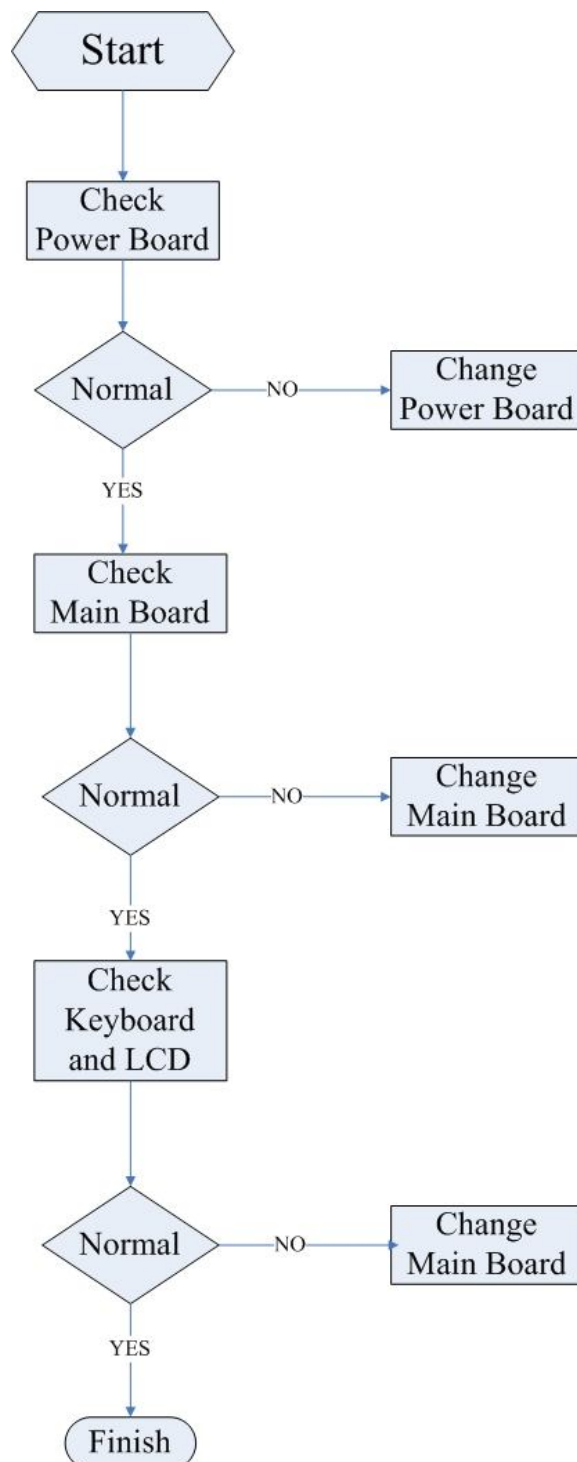 Start
Check
Power Board
Normal
NO
Change
Power Board
YES
Check
Main Board
Normal
NO
Change
Main Board
YES
Check
Keyboard
and LCD
Normal
NO
Change
Main Board
YES
Finish